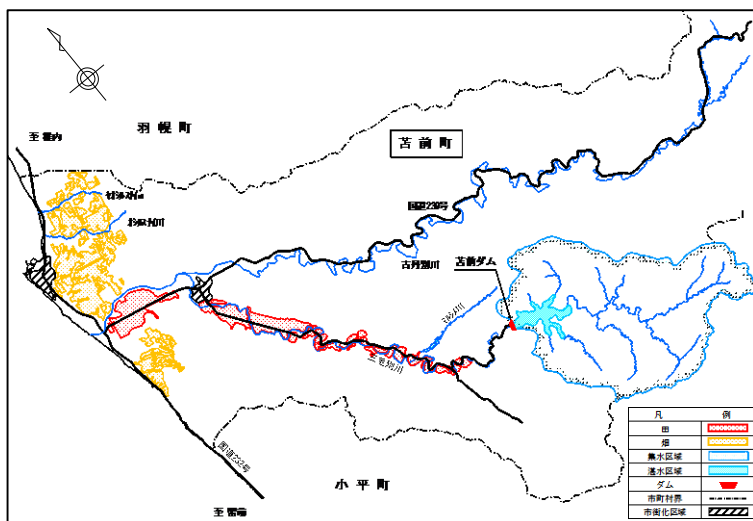 羽幌町
至 稚内
苫前町
国道239号
古丹別川
苫前ダム
三毛別川
国道232号
小平町
至 留萌
凡 例
田
畑
集水区域
湛水区域
ダム
市町村界
市街化区域